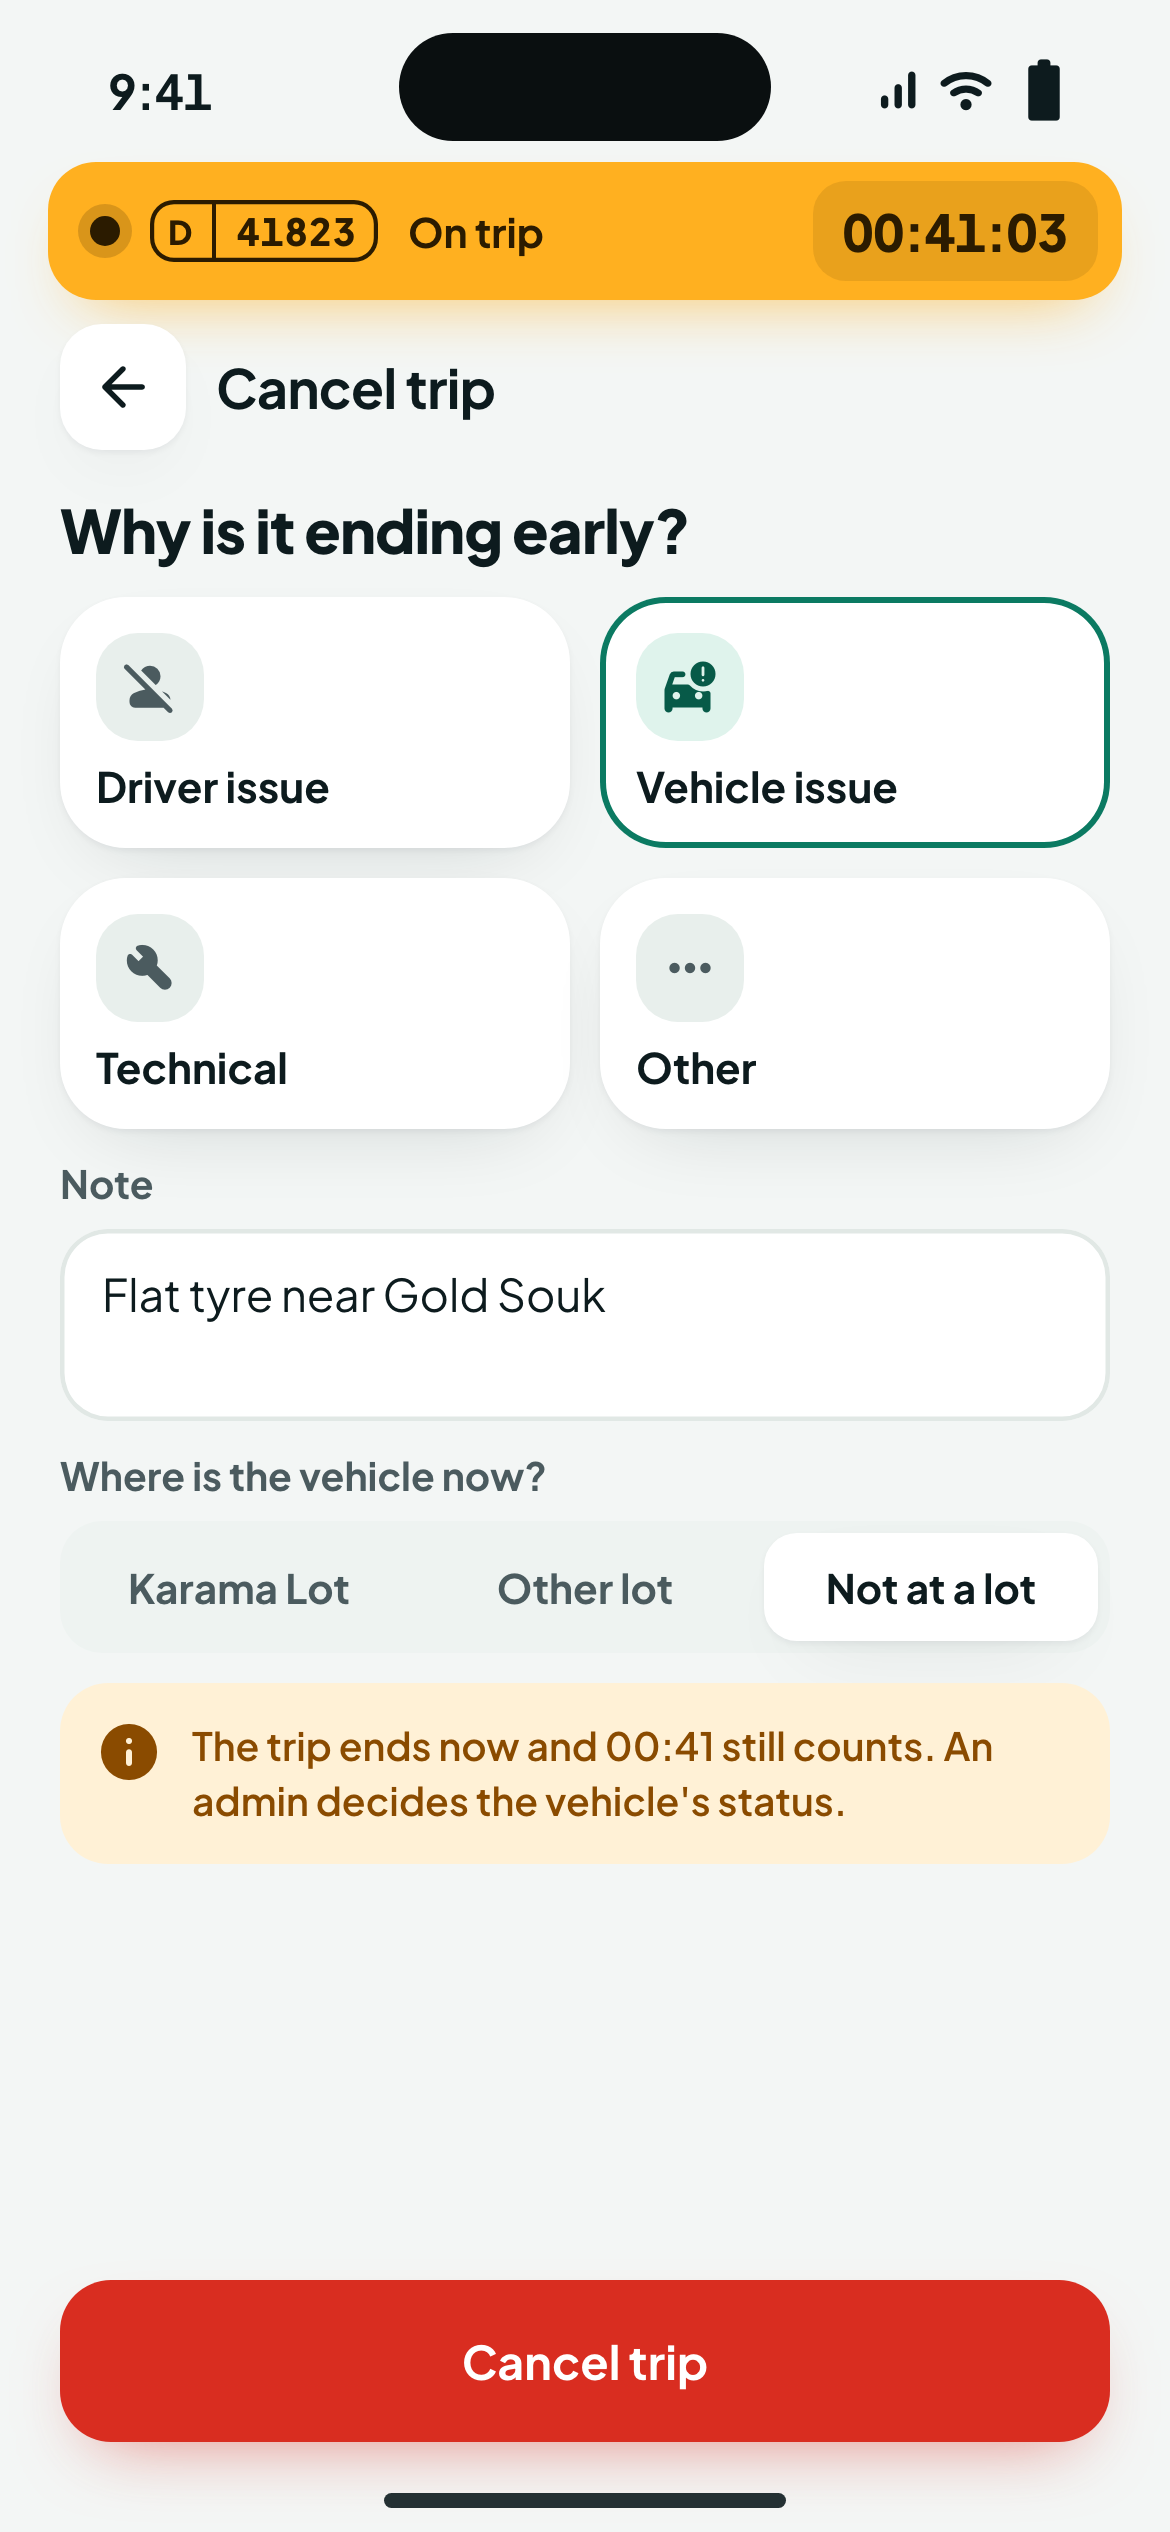 9:41
D 41823 On trip 00:41:03
Cancel trip
Why is it ending early?
Driver issue
Vehicle issue
Technical
Other
Note
Flat tyre near Gold Souk
Where is the vehicle now?
Karama Lot Other lot Not at a lot
The trip ends now and 00:41 still counts. An
admin decides the vehicle's status.
Cancel trip